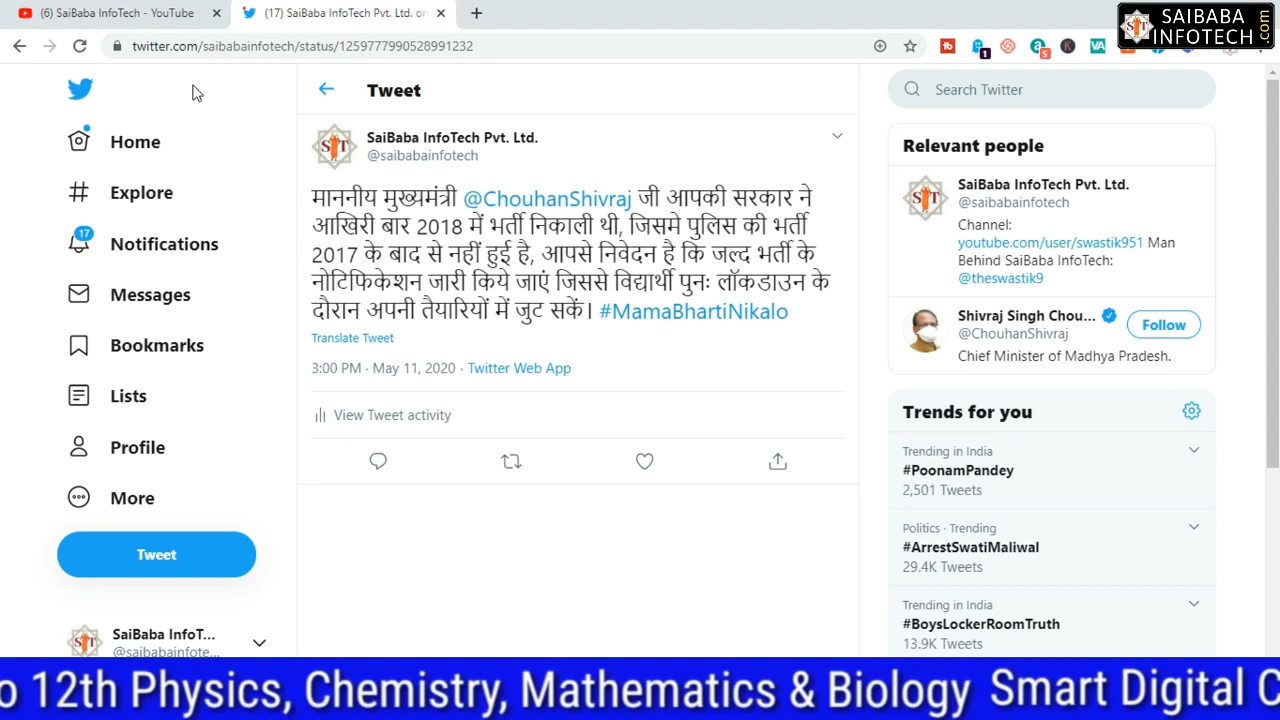 (6) SaiBaba InfoTech - YouTube
(17) SaiBaba InfoTech Pvt. Ltd. on
SAIBABA
INFOTECH.com
twitter.com/saibabainfotech/status/1259777990528991232
Home
Explore
17
Notifications
Messages
Bookmarks
Lists
Profile
More
Tweet
SaiBaba InfoT...
@saibabainfote...
Tweet
SaiBaba InfoTech Pvt. Ltd.
@saibabainfotech
माननीय मुख्यमंत्री @ChouhanShivraj जी आपकी सरकार ने
आखिरी बार 2018 में भर्ती निकाली थी, जिसमे पुलिस की भर्ती
2017 के बाद से नहीं हुई है, आपसे निवेदन है कि जल्द भर्ती के
नोटिफिकेशन जारी किये जाएं जिससे विद्यार्थी पुनः लॉकडाउन के
दौरान अपनी तैयारियों में जुट सकें। #MamaBhartiNikalo
Translate Tweet
3:00 PM · May 11, 2020 · Twitter Web App
View Tweet activity
Search Twitter
Relevant people
SaiBaba InfoTech Pvt. Ltd.
@saibabainfotech
Channel:
youtube.com/user/swastik951 Man
Behind SaiBaba InfoTech:
@theswastik9
Shivraj Singh Chou...
@ChouhanShivraj
Follow
Chief Minister of Madhya Pradesh.
Trends for you
Trending in India
#PoonamPandey
2,501 Tweets
Politics · Trending
#ArrestSwatiMaliwal
29.4K Tweets
Trending in India
#BoysLockerRoomTruth
13.9K Tweets
o 12th Physics, Chemistry, Mathematics & Biology Smart Digital C